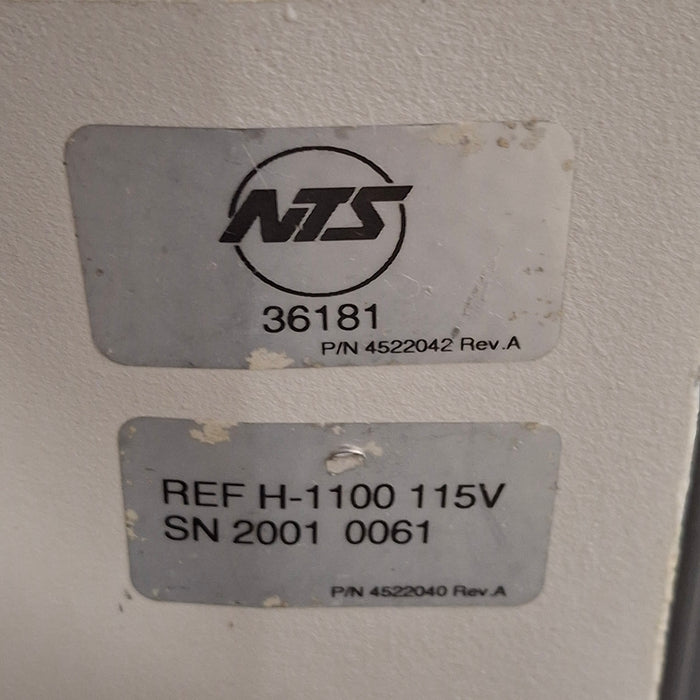 NTS
36181
P/N 4522042 Rev.A
REF H-1100 115V
SN 2001 0061
P/N 4522040 Rev.A